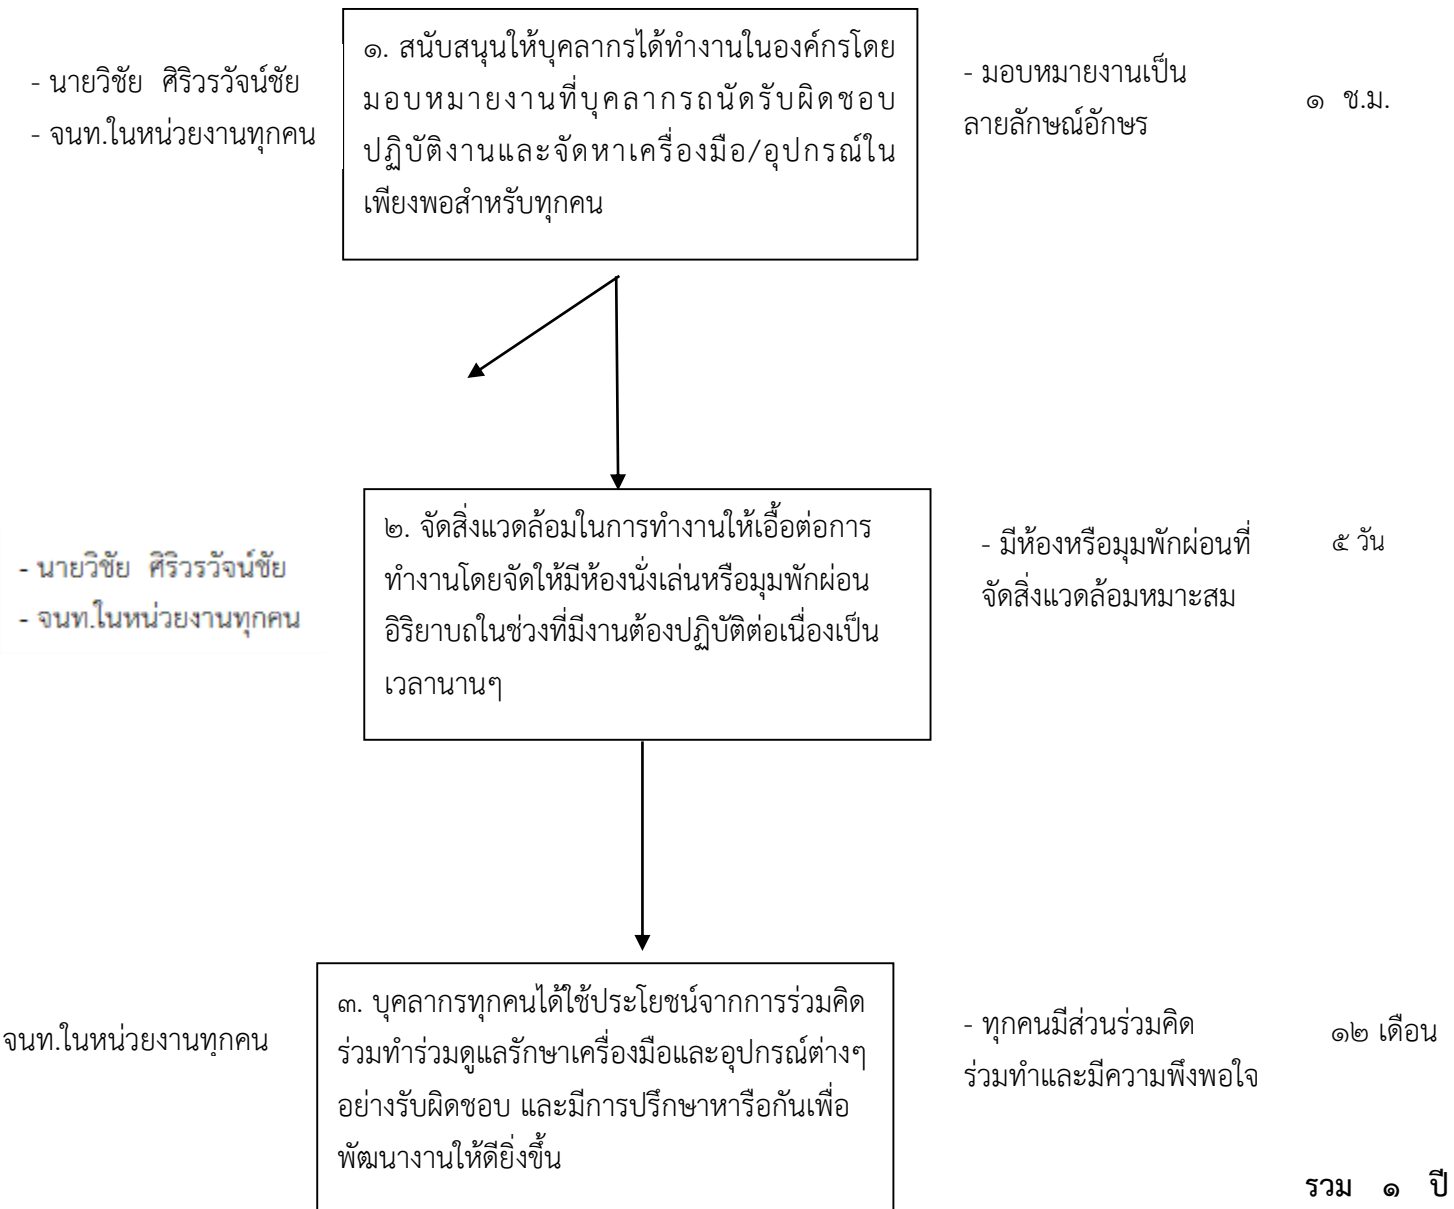 - นายวิชัย ศิริวรวัจน์ชัย
- จนท.ในหน่วยงานทุกคน
๑. สนับสนุนให้บุคลากรได้ทำงานในองค์กรโดย
มอบหมายงานที่บุคลากรถนัดรับผิดชอบ
ปฏิบัติงานและจัดหาเครื่องมือ/อุปกรณ์ใน
เพียงพอสำหรับทุกคน
- มอบหมายงานเป็น
ลายลักษณ์อักษร
๑ ช.ม.
- นายวิชัย ศิริวรวัจน์ชัย
- จนท.ในหน่วยงานทุกคน
๒. จัดสิ่งแวดล้อมในการทำงานให้เอื้อต่อการ
ทำงานโดยจัดให้มีห้องนั่งเล่นหรือมุมพักผ่อน
อิริยาบถในช่วงที่มีงานต้องปฏิบัติต่อเนื่องเป็น
เวลานานๆ
- มีห้องหรือมุมพักผ่อนที่
จัดสิ่งแวดล้อมหมาะสม
๕ วัน
จนท.ในหน่วยงานทุกคน
๓. บุคลากรทุกคนได้ใช้ประโยชน์จากการร่วมคิด
ร่วมทำร่วมดูแลรักษาเครื่องมือและอุปกรณ์ต่างๆ
อย่างรับผิดชอบ และมีการปรึกษาหารือกันเพื่อ
พัฒนางานให้ดียิ่งขึ้น
- ทุกคนมีส่วนร่วมคิด
ร่วมทำและมีความพึงพอใจ
๑๒ เดือน
รวม ๑ ปี